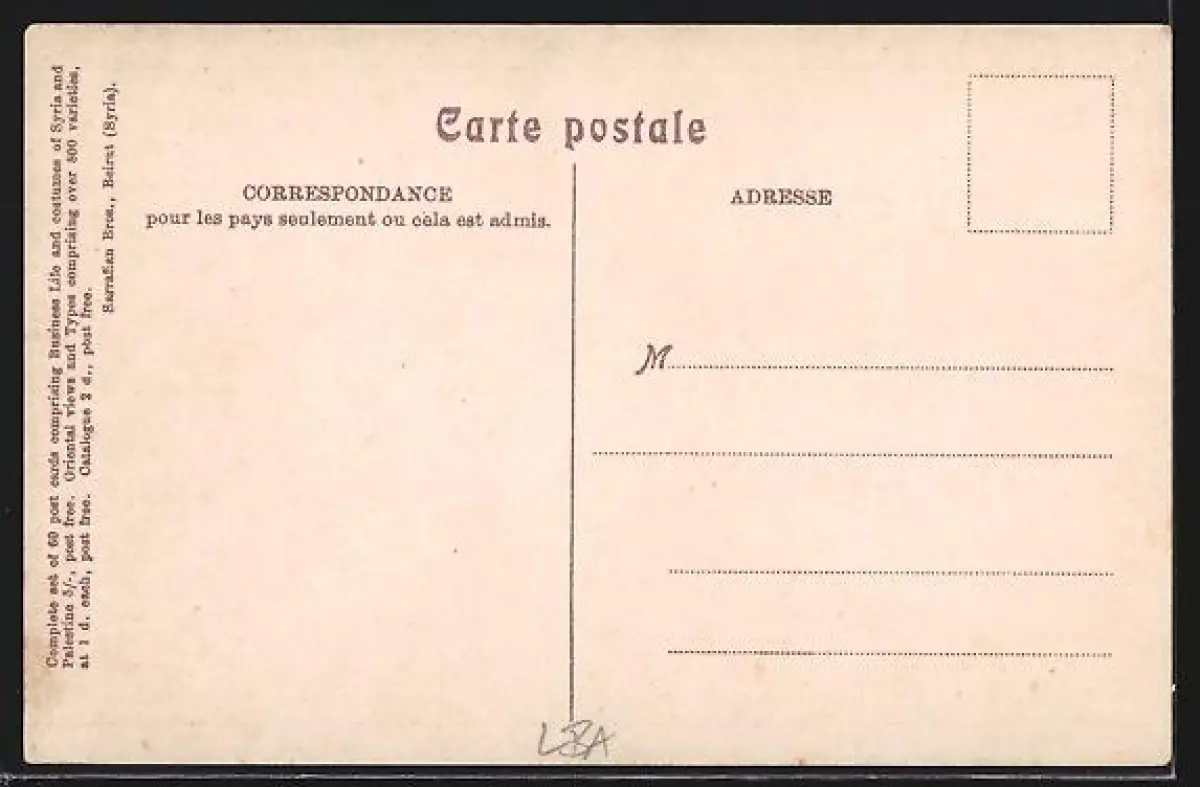 Carte postale
CORRESPONDANCE
pour les pays seulement ou cela est admis.
ADRESSE
M
Complete set of 60 post cards comprising Business Life and costumes of Syria and
Palestine 5/-, post free. Oriental views and Types comprising over 800 varieties,
at 1 d. each, post free. Catalogue 2 d., post free.
Sarrafian Bros., Beirut (Syria).